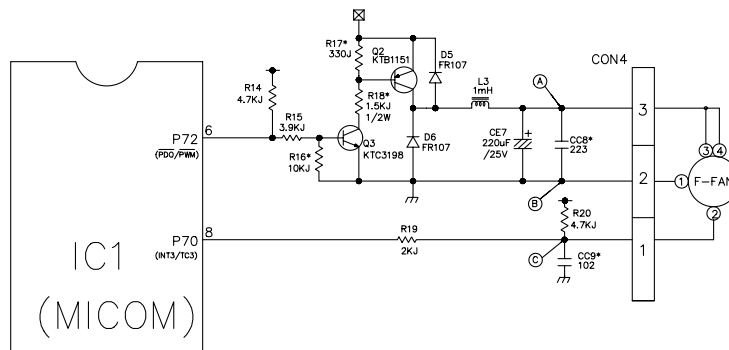 R17*
330J
Q2
KTB1151
D5
FR107
L3
1mH
CON4
R14
4.7KJ
R18*
1.5KJ
1/2W
A
P72
6
(PDO/PWM)
R15
3.9KJ
Q3
KTC3198
D6
FR107
CE7
220uF
/25V
+
CC8*
223
3
3
4
R16*
10KJ
2
1
F-FAN
B
2
R20
4.7KJ
P70
8
(INT3/TC3)
R19
2KJ
C
1
CC9*
102
IC1
(MICOM)